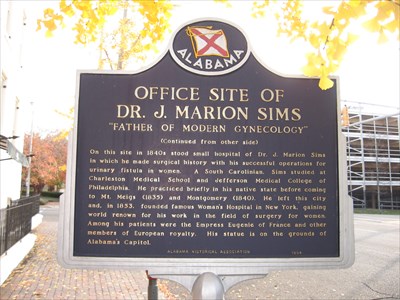 ALABAMA
OFFICE SITE OF
DR. J. MARION SIMS
"FATHER OF MODERN GYNECOLOGY"
(Continued from other side)
On this site in 1840s stood small hospital of Dr. J. Marion Sims
in which he made surgical history with his successful operations for
urinary fistula in women. A South Carolinian, Sims studied at
Charleston Medical School and Jefferson Medical College of
Philadelphia. He practiced briefly in his native state before coming
to Mt. Meigs (1835) and Montgomery (1840). He left this city
and, in 1853, founded famous Woman's Hospital in New York, gaining
world renown for his work in the field of surgery for women.
Among his patients were the Empress Eugenie of France and other
members of European royalty. His statue is on the grounds of
Alabama's Capitol.
ALABAMA HISTORICAL ASSOCIATION